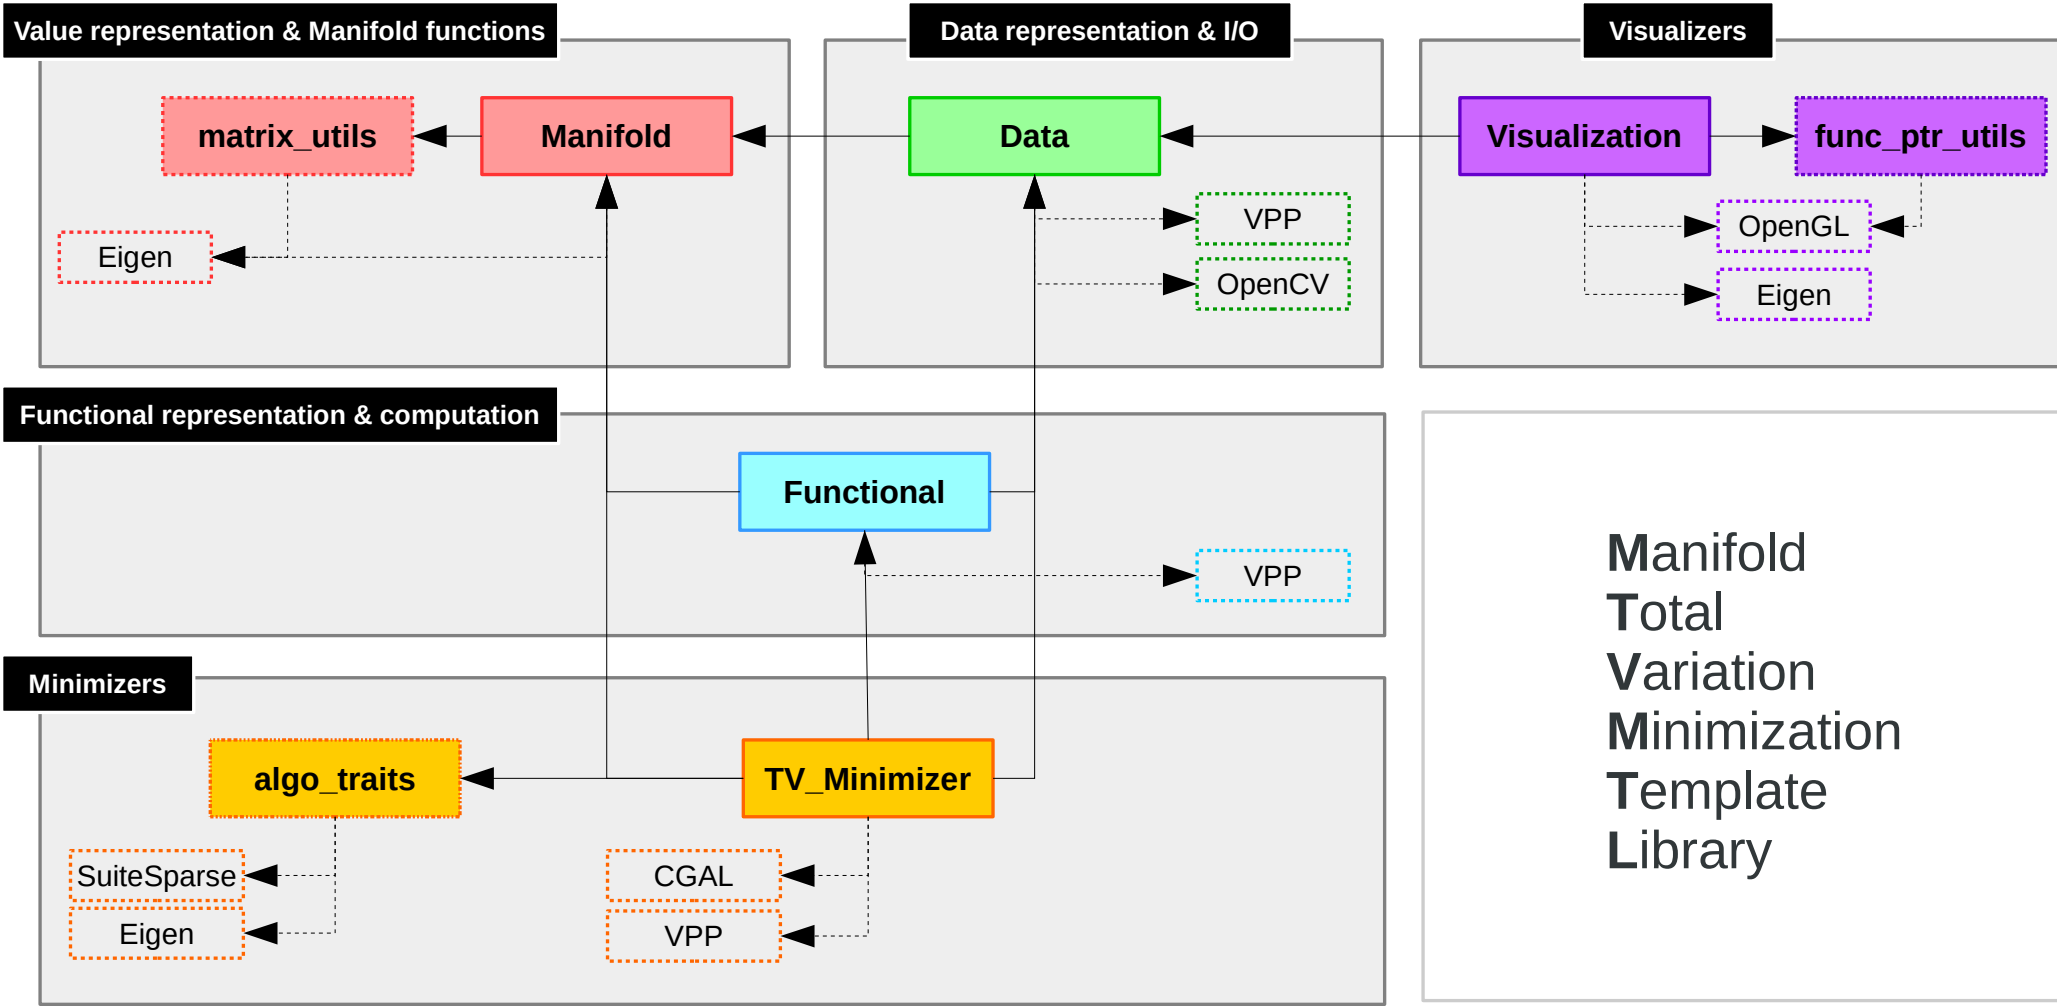 Value representation & Manifold functions
Data representation & I/O
Visualizers
matrix_utils
Manifold
Data
Visualization
func_ptr_utils
Eigen
VPP
OpenCV
OpenGL
Eigen
Functional representation & computation
Functional
VPP
Minimizers
algo_traits
TV_Minimizer
SuiteSparse
Eigen
CGAL
VPP
Manifold
Total
Variation
Minimization
Template
Library